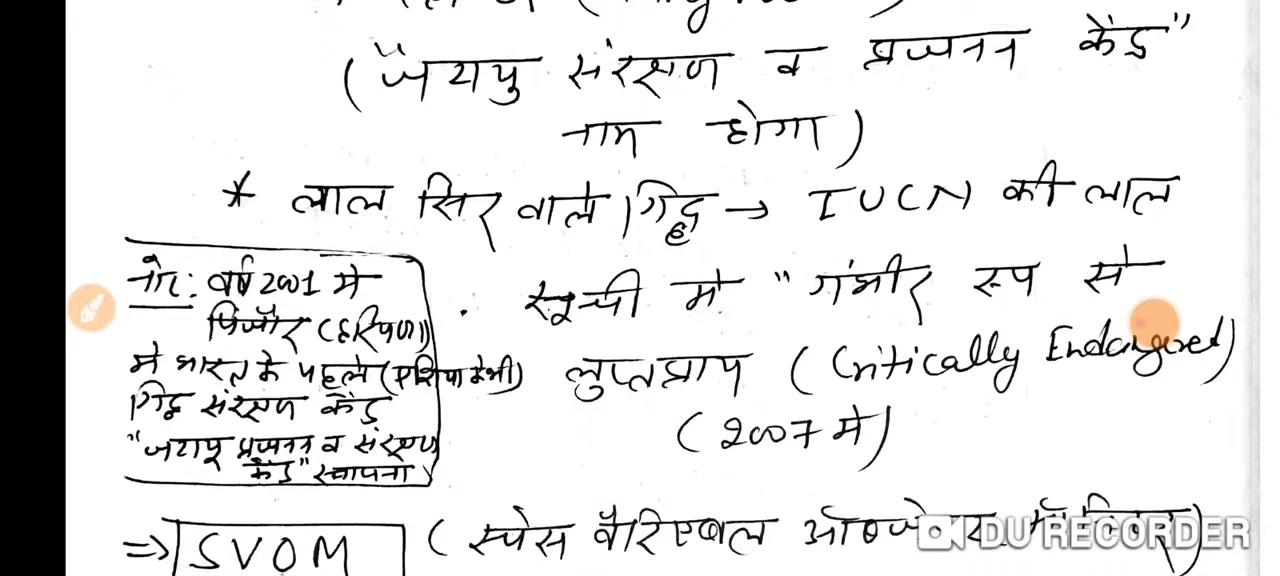 ("जटायु संरक्षण व प्रजनन केंद्र"
नाम होगा)
* लाल सिर वाले गिद्ध → IUCN की लाल
सूची मे "गंभीर रूप से
लुप्तप्राय (Critically Endangered)
(2007 मे)
नोट: वर्ष 2001 मे
पिंजौर (हरियाणा)
मे भारत के पहले (एशिया के भी)
गिद्ध संरक्षण केंद्र
"जटायु प्रजनन व संरक्षण
केंद्र" स्थापना
⇒ SVOM (स्पेस वैरिएबल
DU RECORDER